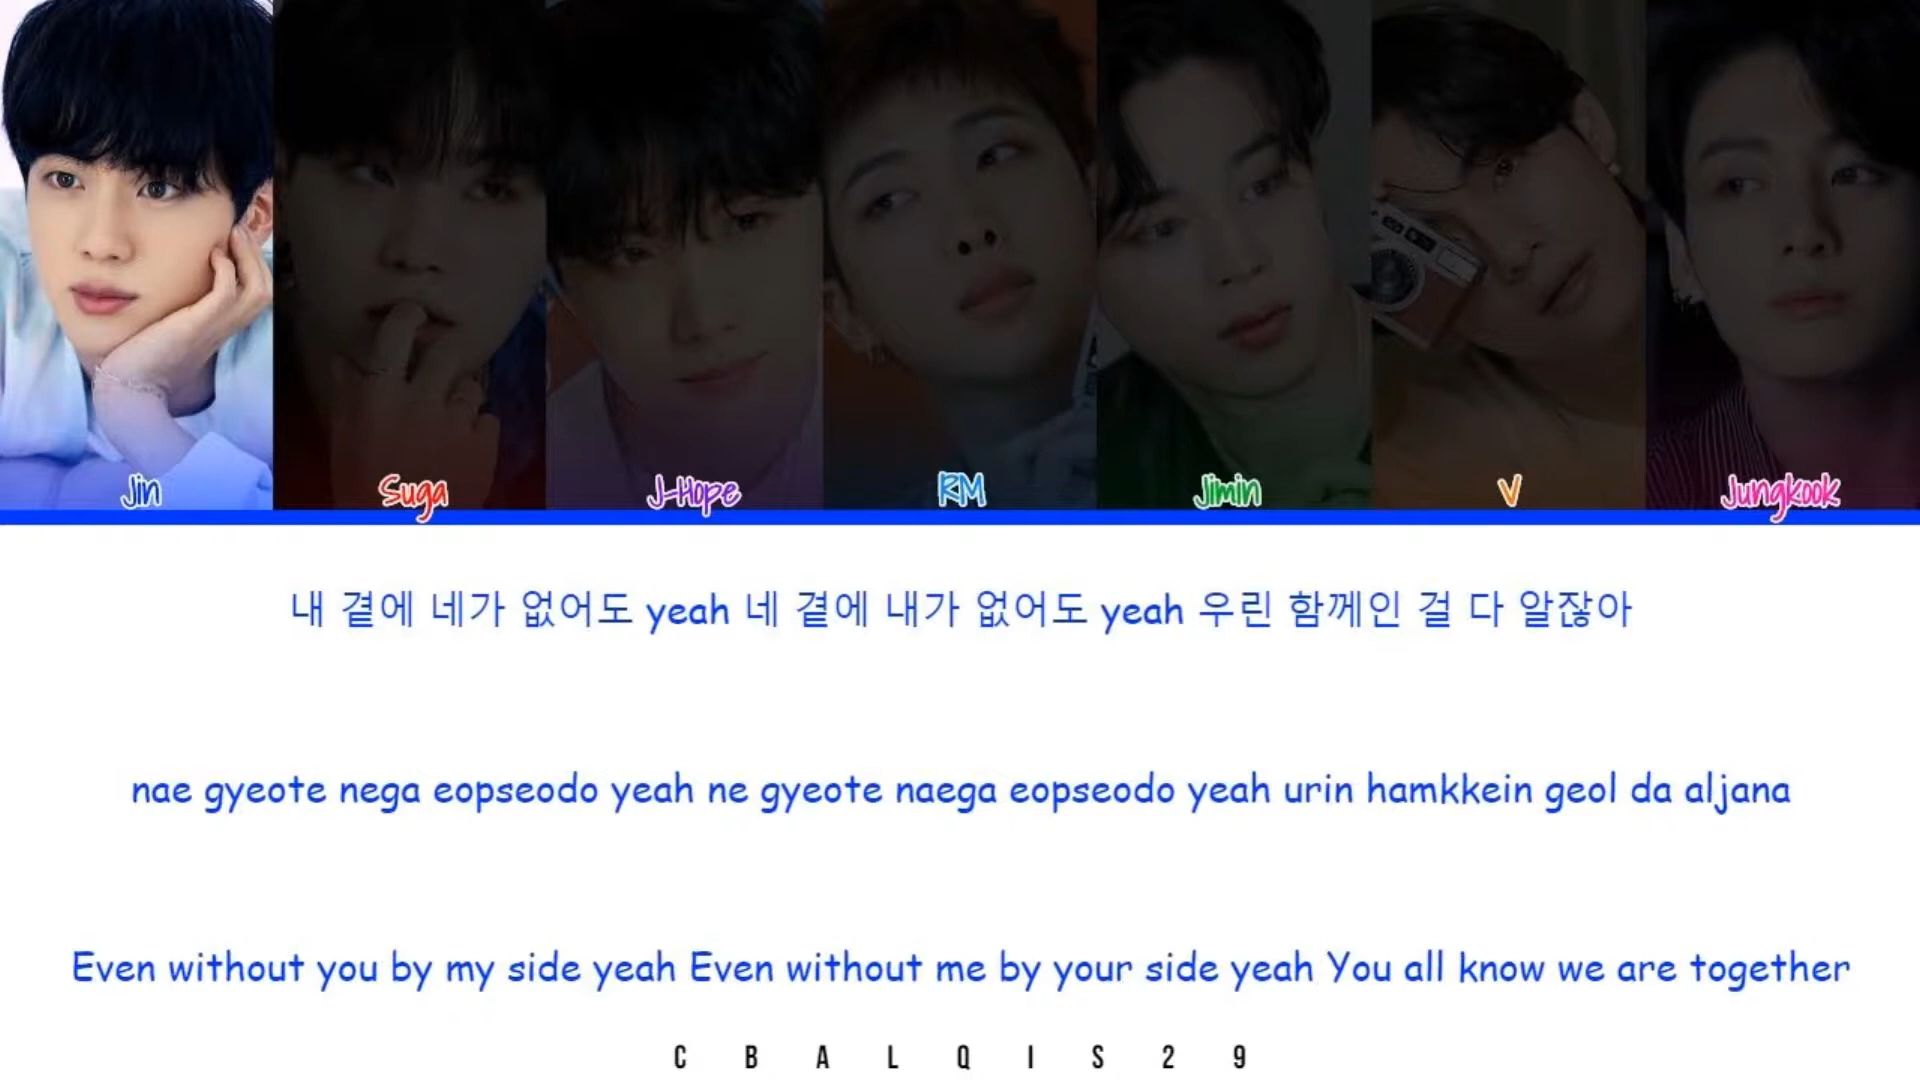 Jin Suga J-Hope RM Jimin V Jungkook
내 곁에 네가 없어도 yeah 네 곁에 내가 없어도 yeah 우린 함께인 걸 다 알잖아
nae gyeote nega eopseodo yeah ne gyeote naega eopseodo yeah urin hamkkein geol da aljana
Even without you by my side yeah Even without me by your side yeah You all know we are together
CBALQIS29